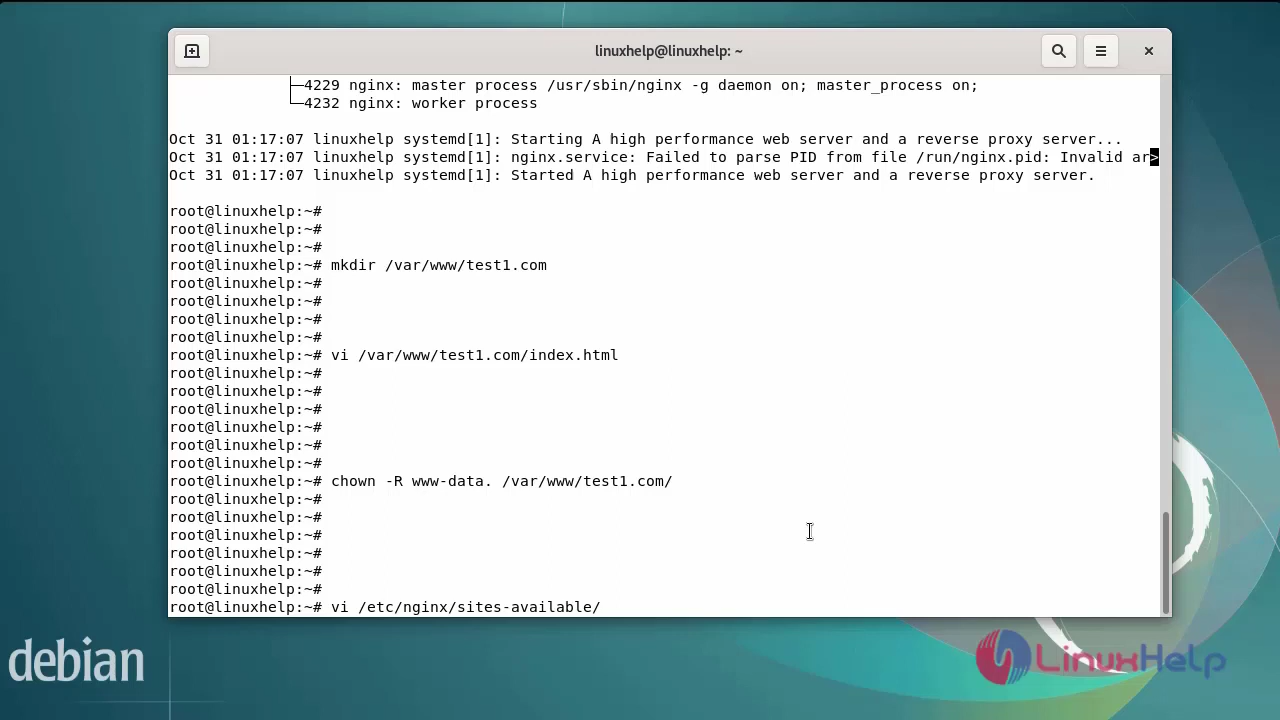 linuxhelp@linuxhelp: ~
├─4229 nginx: master process /usr/sbin/nginx -g daemon on; master_process on;
└─4232 nginx: worker process
Oct 31 01:17:07 linuxhelp systemd[1]: Starting A high performance web server and a reverse proxy server...
Oct 31 01:17:07 linuxhelp systemd[1]: nginx.service: Failed to parse PID from file /run/nginx.pid: Invalid ar>
Oct 31 01:17:07 linuxhelp systemd[1]: Started A high performance web server and a reverse proxy server.
root@linuxhelp:~#
root@linuxhelp:~#
root@linuxhelp:~#
root@linuxhelp:~# mkdir /var/www/test1.com
root@linuxhelp:~#
root@linuxhelp:~#
root@linuxhelp:~#
root@linuxhelp:~#
root@linuxhelp:~# vi /var/www/test1.com/index.html
root@linuxhelp:~#
root@linuxhelp:~#
root@linuxhelp:~#
root@linuxhelp:~#
root@linuxhelp:~#
root@linuxhelp:~#
root@linuxhelp:~# chown -R www-data. /var/www/test1.com/
root@linuxhelp:~#
root@linuxhelp:~#
root@linuxhelp:~#
root@linuxhelp:~#
root@linuxhelp:~#
root@linuxhelp:~#
root@linuxhelp:~# vi /etc/nginx/sites-available/
debian
LinuxHelp